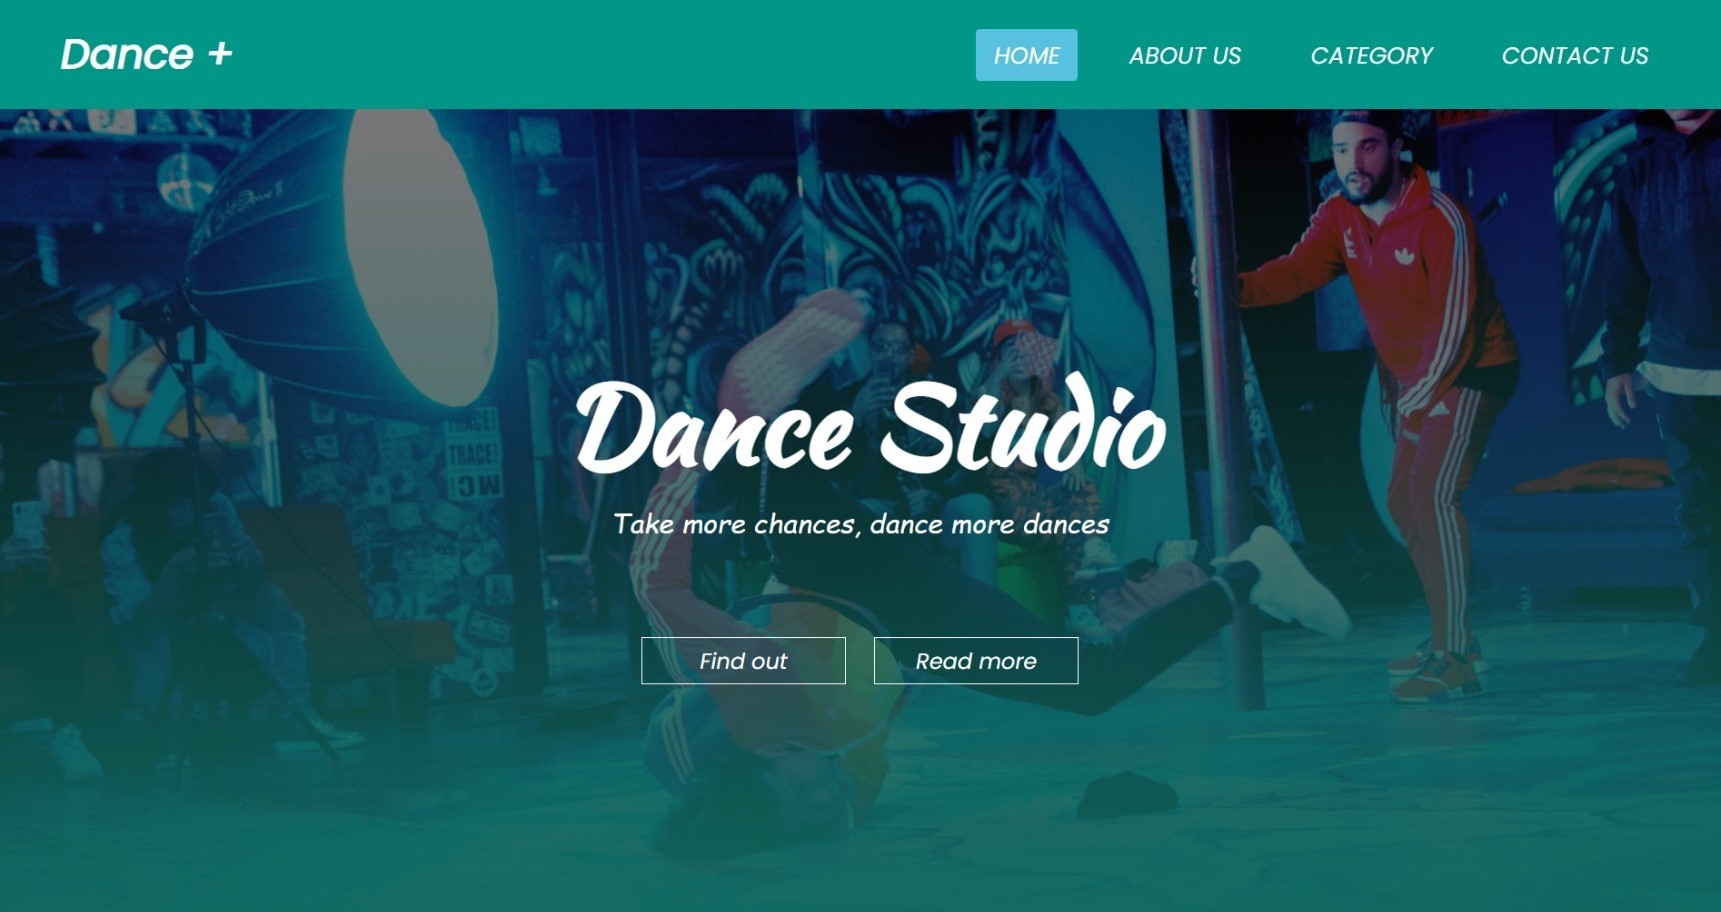 Dance +
HOME ABOUT US CATEGORY CONTACT US
TRACE
Dance Studio
Take more chances, dance more dances
Find out Read more